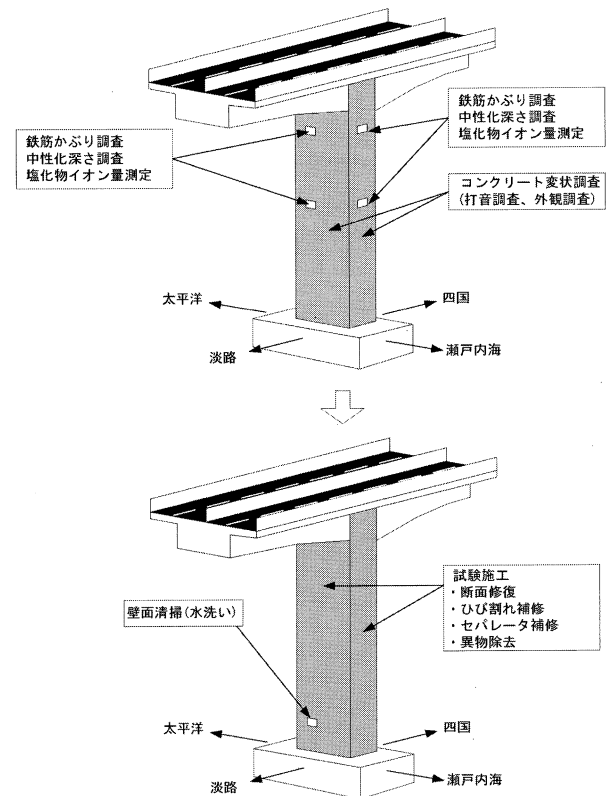 鉄筋かぶり調査
中性化深さ調査
塩化物イオン量測定
鉄筋かぶり調査
中性化深さ調査
塩化物イオン量測定
コンクリート変状調査
(打音調査、外観調査)
太平洋
四国
淡路
瀬戸内海
試験施工
・断面修復
・ひび割れ補修
・セパレータ補修
・異物除去
壁面清掃(水洗い)
太平洋
四国
淡路
瀬戸内海